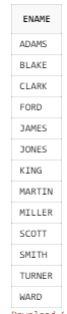 ENAME
ADAMS
BLAKE
CLARK
FORD
JAMES
JONES
KING
MARTIN
MILLER
SCOTT
SMITH
TURNER
WARD